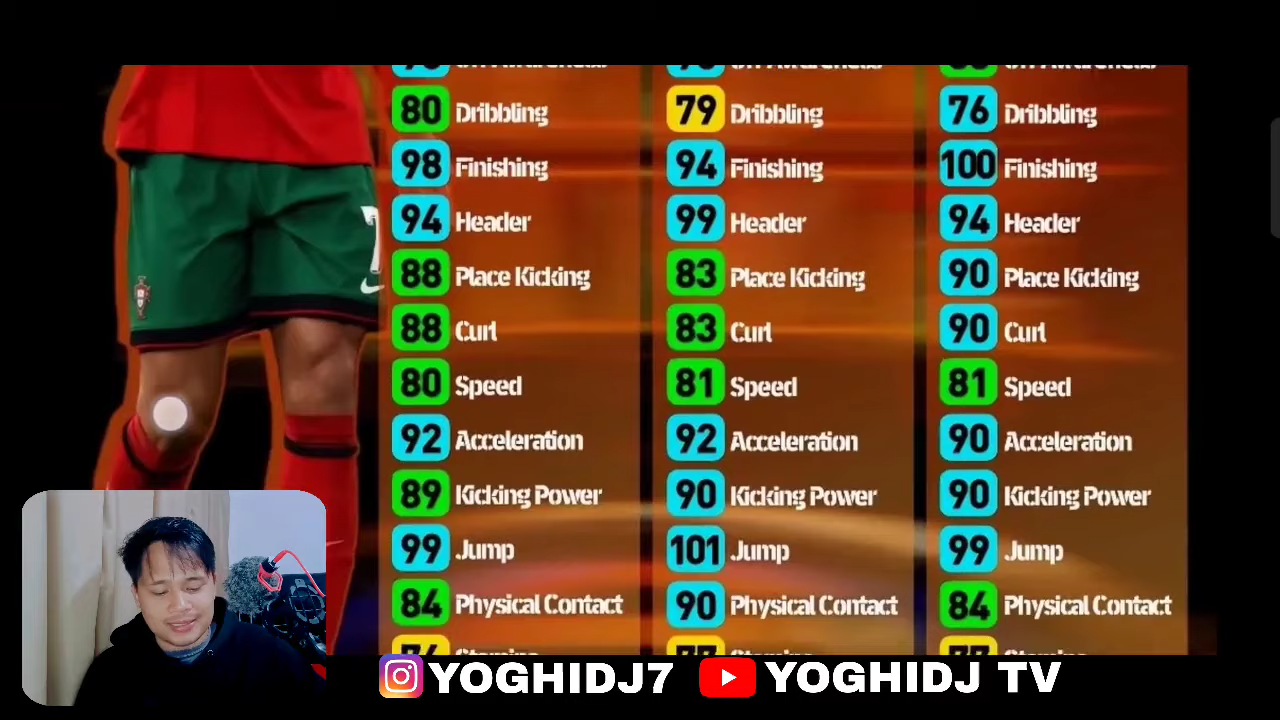 80 Dribbling 79 Dribbling 76 Dribbling
98 Finishing 94 Finishing 100 Finishing
94 Header 99 Header 94 Header
88 Place Kicking 83 Place Kicking 90 Place Kicking
88 Curl 83 Curl 90 Curl
80 Speed 81 Speed 81 Speed
92 Acceleration 92 Acceleration 90 Acceleration
89 Kicking Power 90 Kicking Power 90 Kicking Power
99 Jump 101 Jump 99 Jump
84 Physical Contact 90 Physical Contact 84 Physical Contact
YOGHIDJ7 YOGHIDJ TV